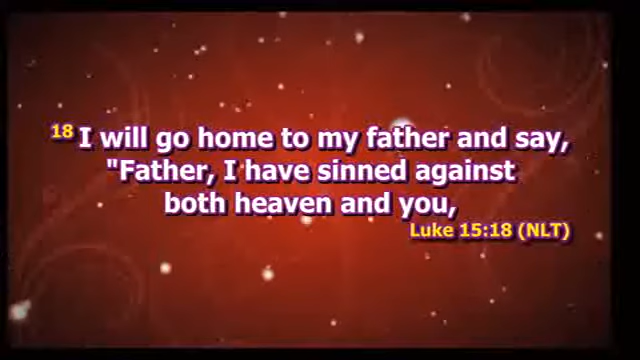 18 I will go home to my father and say,
"Father, I have sinned against
both heaven and you,
Luke 15:18 (NLT)